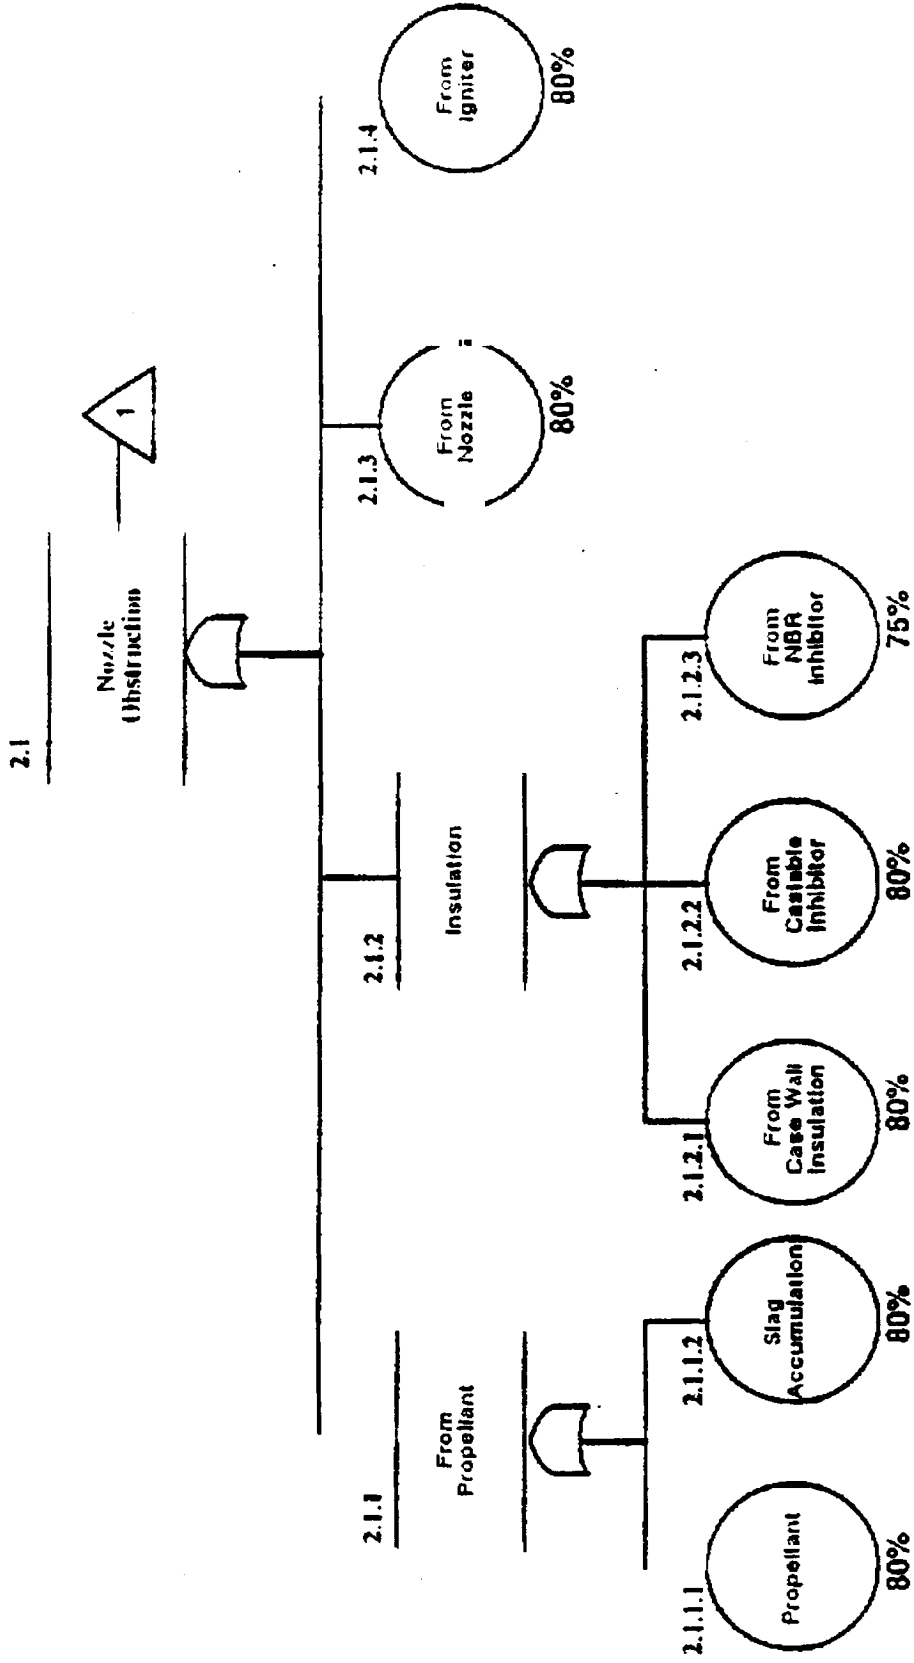 2.1
Nozzle
Obstruction
1
2.1.1
From
Propellant
2.1.2
Insulation
2.1.3
From
Nozzle
80%
2.1.4
From
Igniter
80%
2.1.1.1
Propellant
80%
2.1.1.2
Slag
Accumulation
80%
2.1.2.1
From
Case Wall
Insulation
80%
2.1.2.2
From
Castable
Inhibitor
80%
2.1.2.3
From
NBR
Inhibitor
75%